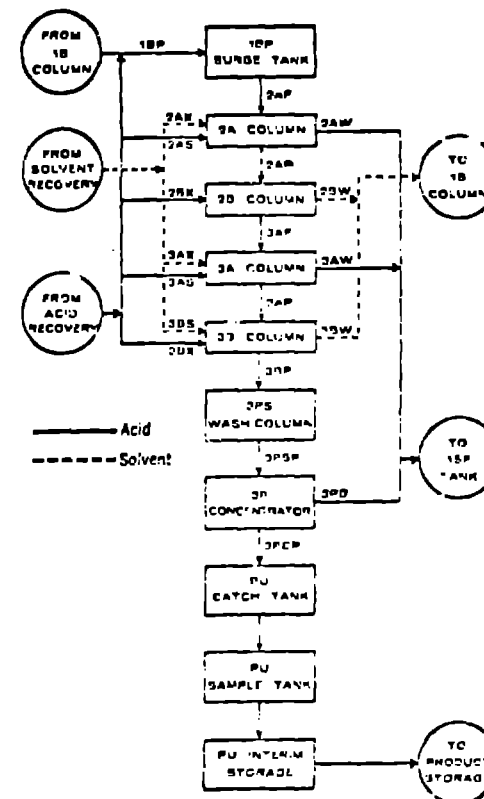 FROM
1B
COLUMN
1BP
1BP
SURGE TANK
2AF
2AX
2AS
2A COLUMN
2AW
FROM
SOLVENT
RECOVERY
2AP
TO
1B
COLUMN
2BX
2B COLUMN
2BW
3AF
3AX
3AS
3A COLUMN
3AW
FROM
ACID
RECOVERY
3AP
3BS
3BX
3B COLUMN
3BW
3BP
Acid
Solvent
3PS
WASH COLUMN
3PSP
TO
TANK
3P
CONCENTRATOR
3PD
3PCP
PU
CATCH TANK
PU
SAMPLE TANK
PU INTERIM
STORAGE
TO
PRODUCT
STORAGE